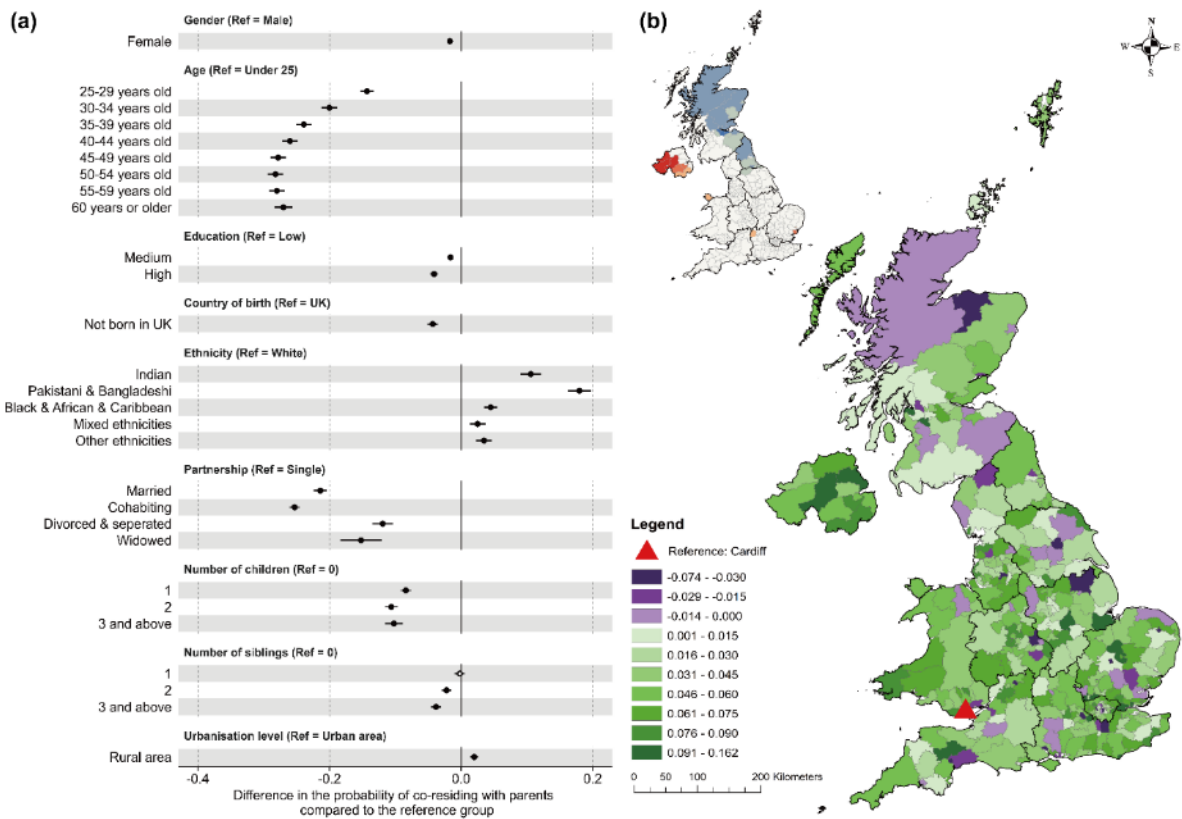 (a)
Gender (Ref = Male)
Female
Age (Ref = Under 25)
25-29 years old
30-34 years old
35-39 years old
40-44 years old
45-49 years old
50-54 years old
55-59 years old
60 years or older
Education (Ref = Low)
Medium
High
Country of birth (Ref = UK)
Not born in UK
Ethnicity (Ref = White)
Indian
Pakistani & Bangladeshi
Black & African & Caribbean
Mixed ethnicities
Other ethnicities
Partnership (Ref = Single)
Married
Cohabiting
Divorced & seperated
Widowed
Number of children (Ref = 0)
1
2
3 and above
Number of siblings (Ref = 0)
1
2
3 and above
Urbanisation level (Ref = Urban area)
Rural area
-0.4 -0.2 0.0 0.2
Difference in the probability of co-residing with parents
compared to the reference group
(b)
N
W E
S
Legend
Reference: Cardiff
-0.074 - -0.030
-0.029 - -0.015
-0.014 - 0.000
0.001 - 0.015
0.016 - 0.030
0.031 - 0.045
0.046 - 0.060
0.061 - 0.075
0.076 - 0.090
0.091 - 0.162
0 50 100 200 Kilometers